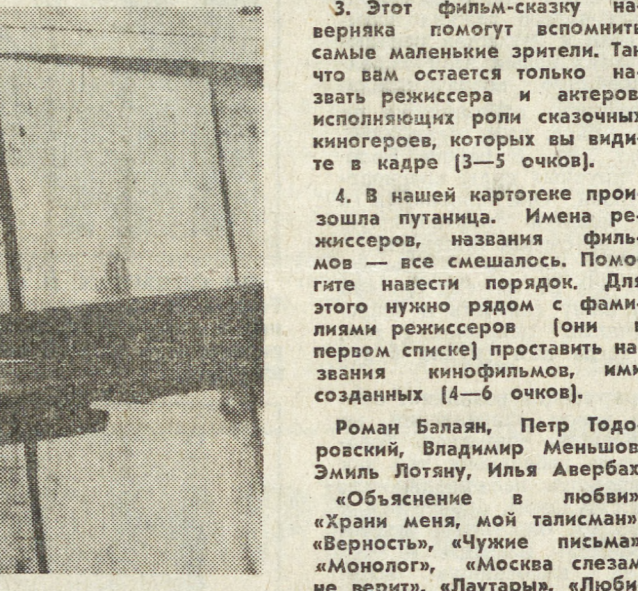 3. Этот фильм-сказку на-
верняка помогут вспомнить
самые маленькие зрители. Так
что вам остается только на-
звать режиссера и актеров,
исполняющих роли сказочных
киногероев, которых вы види-
те в кадре (3—5 очков).
4. В нашей картотеке прои-
зошла путаница. Имена ре-
жиссеров, названия филь-
мов — все смешалось. Помо-
гите навести порядок. Для
этого нужно рядом с фами-
лиями режиссеров (они в
первом списке) проставить на-
звания кинофильмов, ими
созданных (4—6 очков).
Роман Балаян, Петр Тодо-
ровский, Владимир Меньшов,
Эмиль Лотяну, Илья Авербах
«Объяснение в любви»,
«Храни меня, мой талисман»,
«Верность», «Чужие письма»,
«Монолог», «Москва слезам
не верит», «Лаутары», «Люби